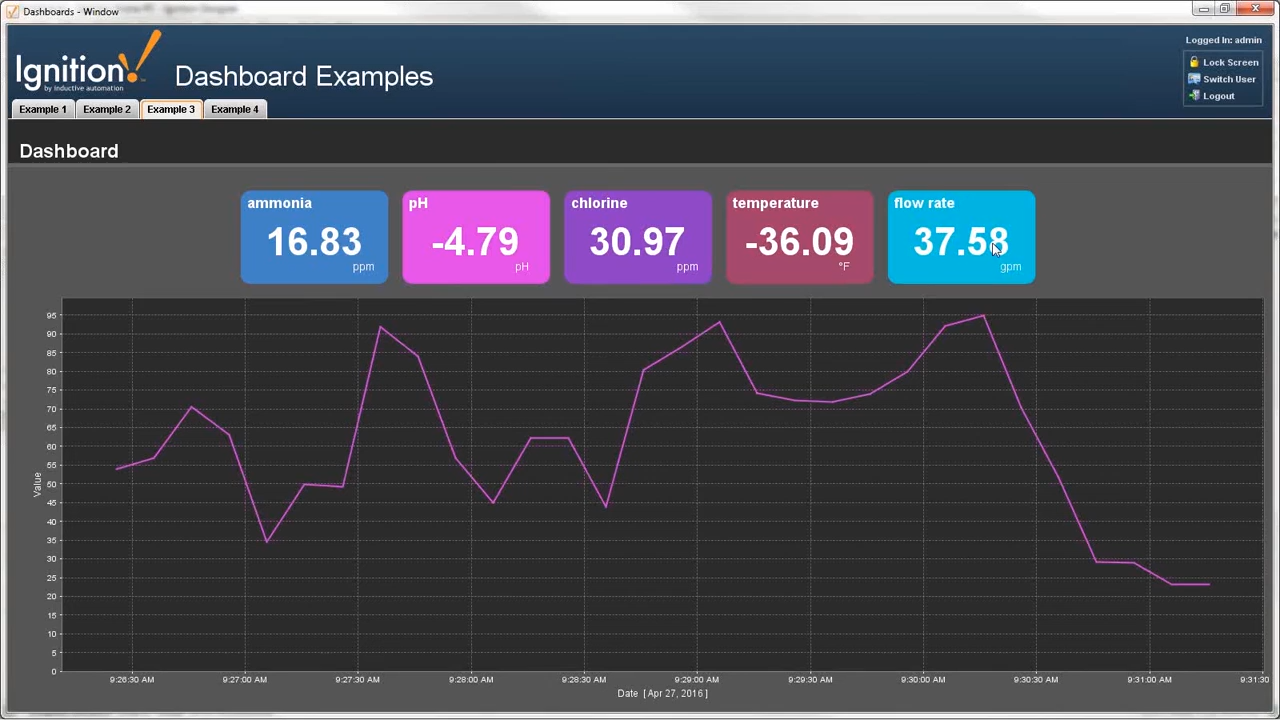 Dashboards - Window
Logged In: admin
Ignition!
by inductive automation
Dashboard Examples
Lock Screen
Switch User
Logout
Example 1 Example 2 Example 3 Example 4
Dashboard
ammonia
16.83
ppm
pH
-4.79
pH
chlorine
30.97
ppm
temperature
-36.09
°F
flow rate
37.58
gpm
95
90
85
80
75
70
65
60
55
50
45
40
35
30
25
20
15
10
5
0
Value
9:26:30 AM 9:27:00 AM 9:27:30 AM 9:28:00 AM 9:28:30 AM 9:29:00 AM 9:29:30 AM 9:30:00 AM 9:30:30 AM 9:31:00 AM 9:31:30
Date [ Apr 27, 2016 ]